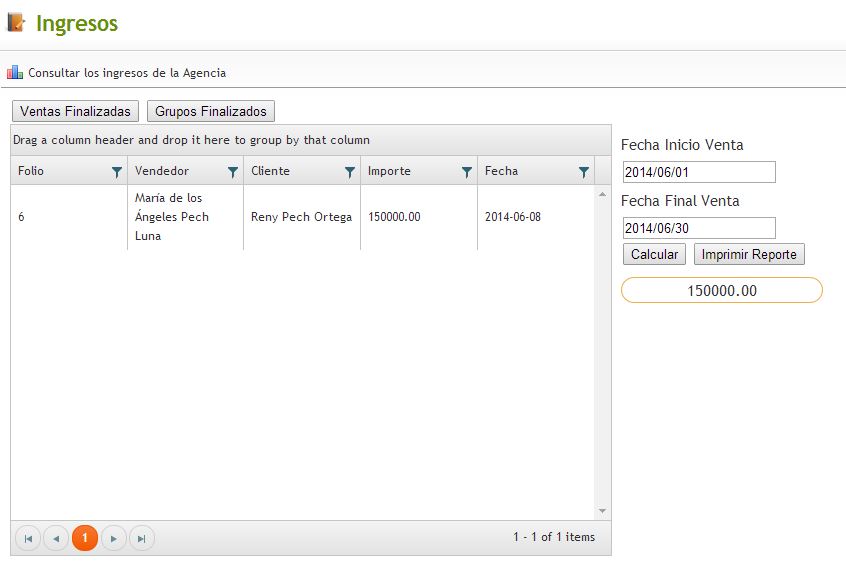 Ingresos
Consultar los ingresos de la Agencia
Ventas Finalizadas
Grupos Finalizados
Drag a column header and drop it here to group by that column
Folio Vendedor Cliente Importe Fecha
6 María de los Ángeles Pech Luna Reny Pech Ortega 150000.00 2014-06-08
1
1 - 1 of 1 items
Fecha Inicio Venta
2014/06/01
Fecha Final Venta
2014/06/30
Calcular
Imprimir Reporte
150000.00